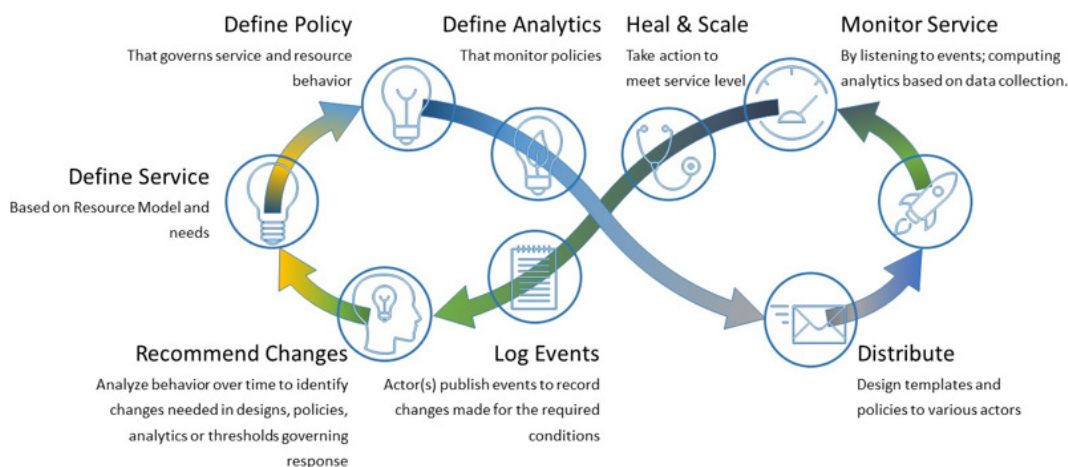 Define Policy
That governs service and resource
behavior
Define Analytics
That monitor policies
Heal & Scale
Take action to
meet service level
Monitor Service
By listening to events; computing
analytics based on data collection.
Define Service
Based on Resource Model and
needs
Recommend Changes
Analyze behavior over time to identify
changes needed in designs, policies,
analytics or thresholds governing
response
Log Events
Actor(s) publish events to record
changes made for the required
conditions
Distribute
Design templates and
policies to various actors